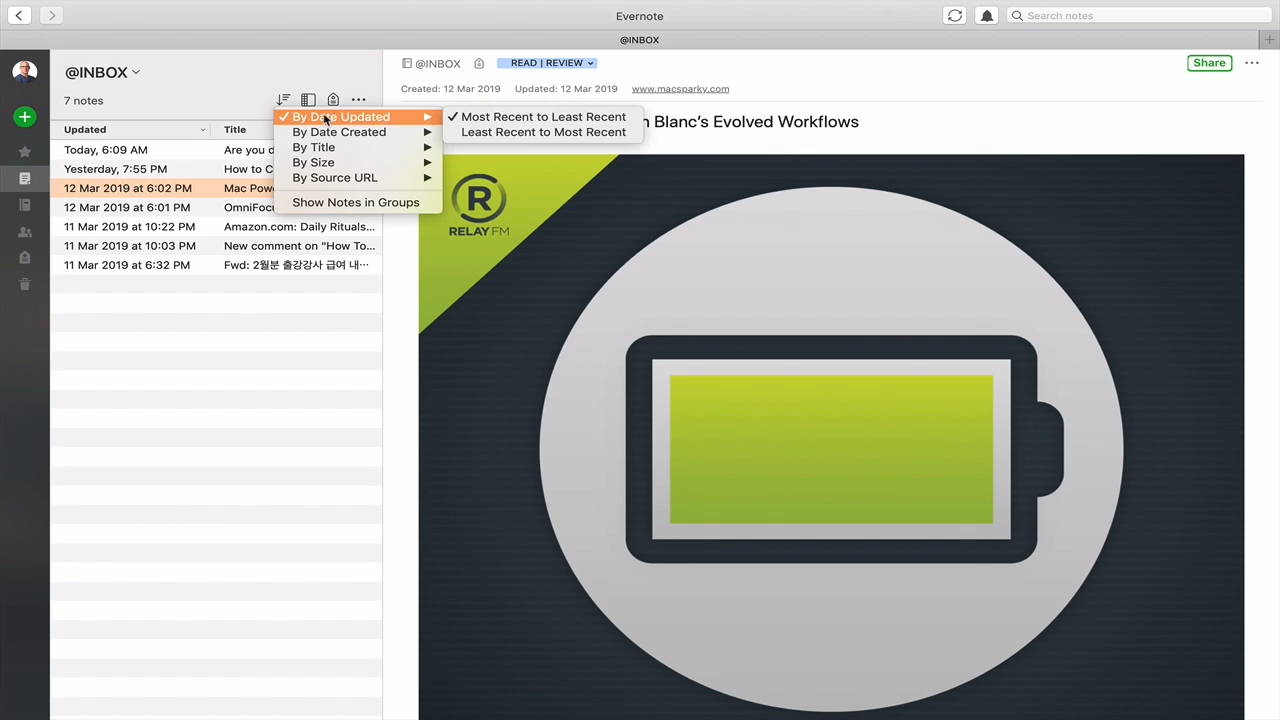 Evernote
Search notes
@INBOX
@INBOX
7 notes
Updated Title
Today, 6:09 AM Are you d
Yesterday, 7:55 PM How to C
12 Mar 2019 at 6:02 PM Mac Pow
12 Mar 2019 at 6:01 PM OmniFoc
11 Mar 2019 at 10:22 PM Amazon.com: Daily Rituals...
11 Mar 2019 at 10:03 PM New comment on "How To...
11 Mar 2019 at 6:32 PM Fwd: 2월분 출강강사 급여 내...
By Date Updated
By Date Created
By Title
By Size
By Source URL
Show Notes in Groups
Most Recent to Least Recent
Least Recent to Most Recent
@INBOX READ | REVIEW Share
Created: 12 Mar 2019 Updated: 12 Mar 2019 www.macsparky.com
n Blanc's Evolved Workflows
R
RELAY FM